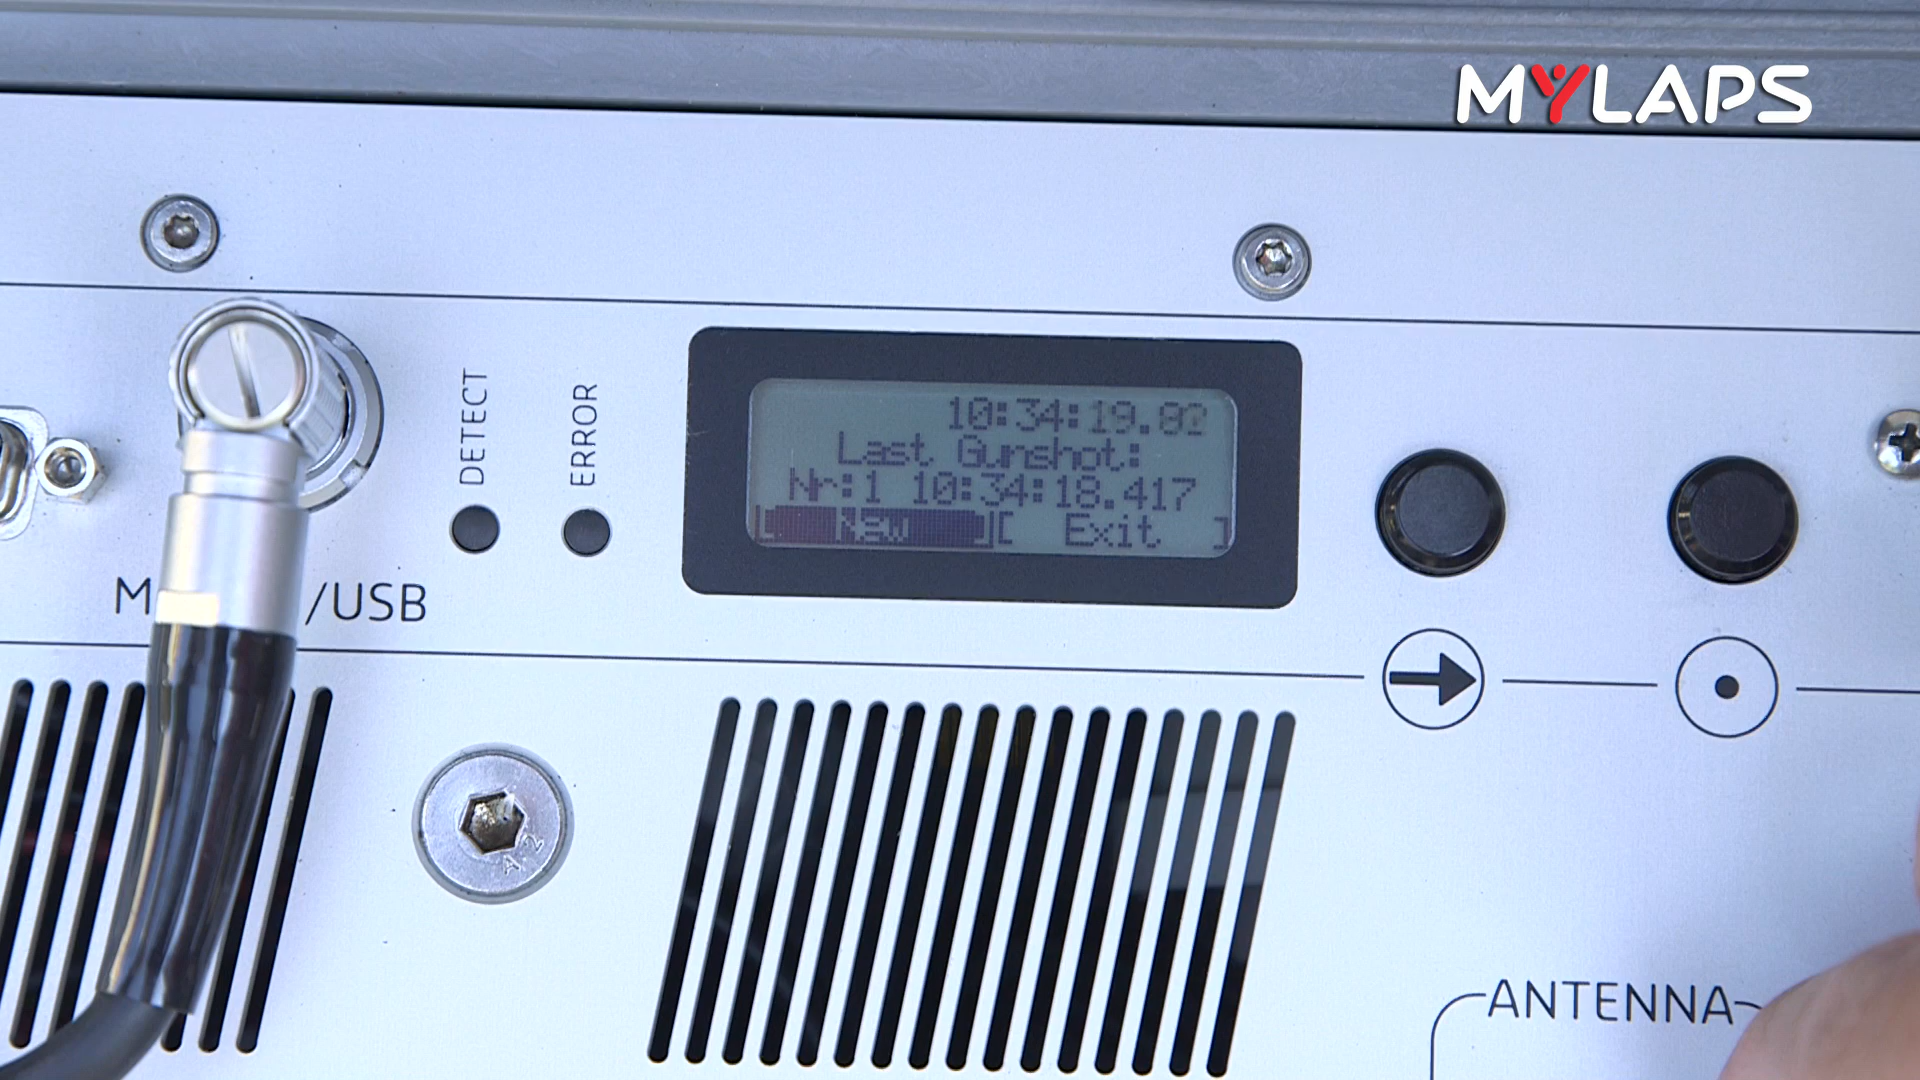 MYLAPS
DETECT
ERROR
10:34:19.02
Last Gunshot:
Nr:1 10:34:18.417
[ New ][ Exit ]
/USB
A2
ANTENNA